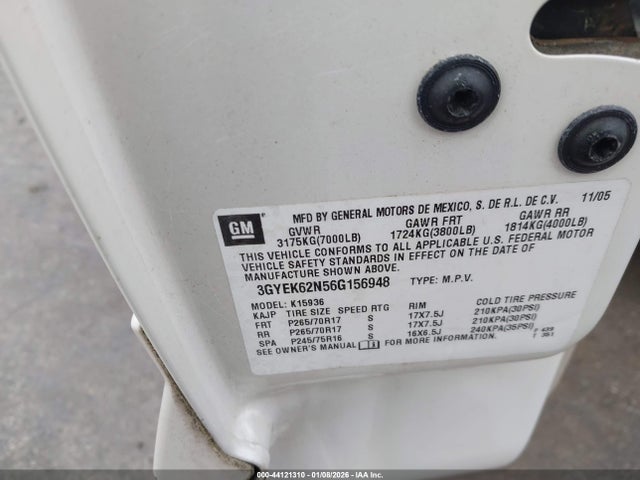 GM
MFD BY GENERAL MOTORS DE MEXICO, S. DE R.L. DE C.V. 11/05
GVWR GAWR FRT GAWR RR
3175KG(7000LB) 1724KG(3800LB) 1814KG(4000LB)
THIS VEHICLE CONFORMS TO ALL APPLICABLE U.S. FEDERAL MOTOR
VEHICLE SAFETY STANDARDS IN EFFECT ON THE DATE OF
MANUFACTURE SHOWN ABOVE.
3GYEK62N56G156948 TYPE: M.P.V.
MODEL: K15936
KAJP TIRE SIZE SPEED RTG RIM COLD TIRE PRESSURE
FRT P265/70R17 S 17X7.5J 210KPA(30PSI)
RR P265/70R17 S 17X7.5J 210KPA(30PSI)
SPA P245/75R16 S 16X6.5J 240KPA(35PSI)
SEE OWNER'S MANUAL FOR MORE INFORMATION.
000-44121310 - 01/08/2026 - IAAI.CA